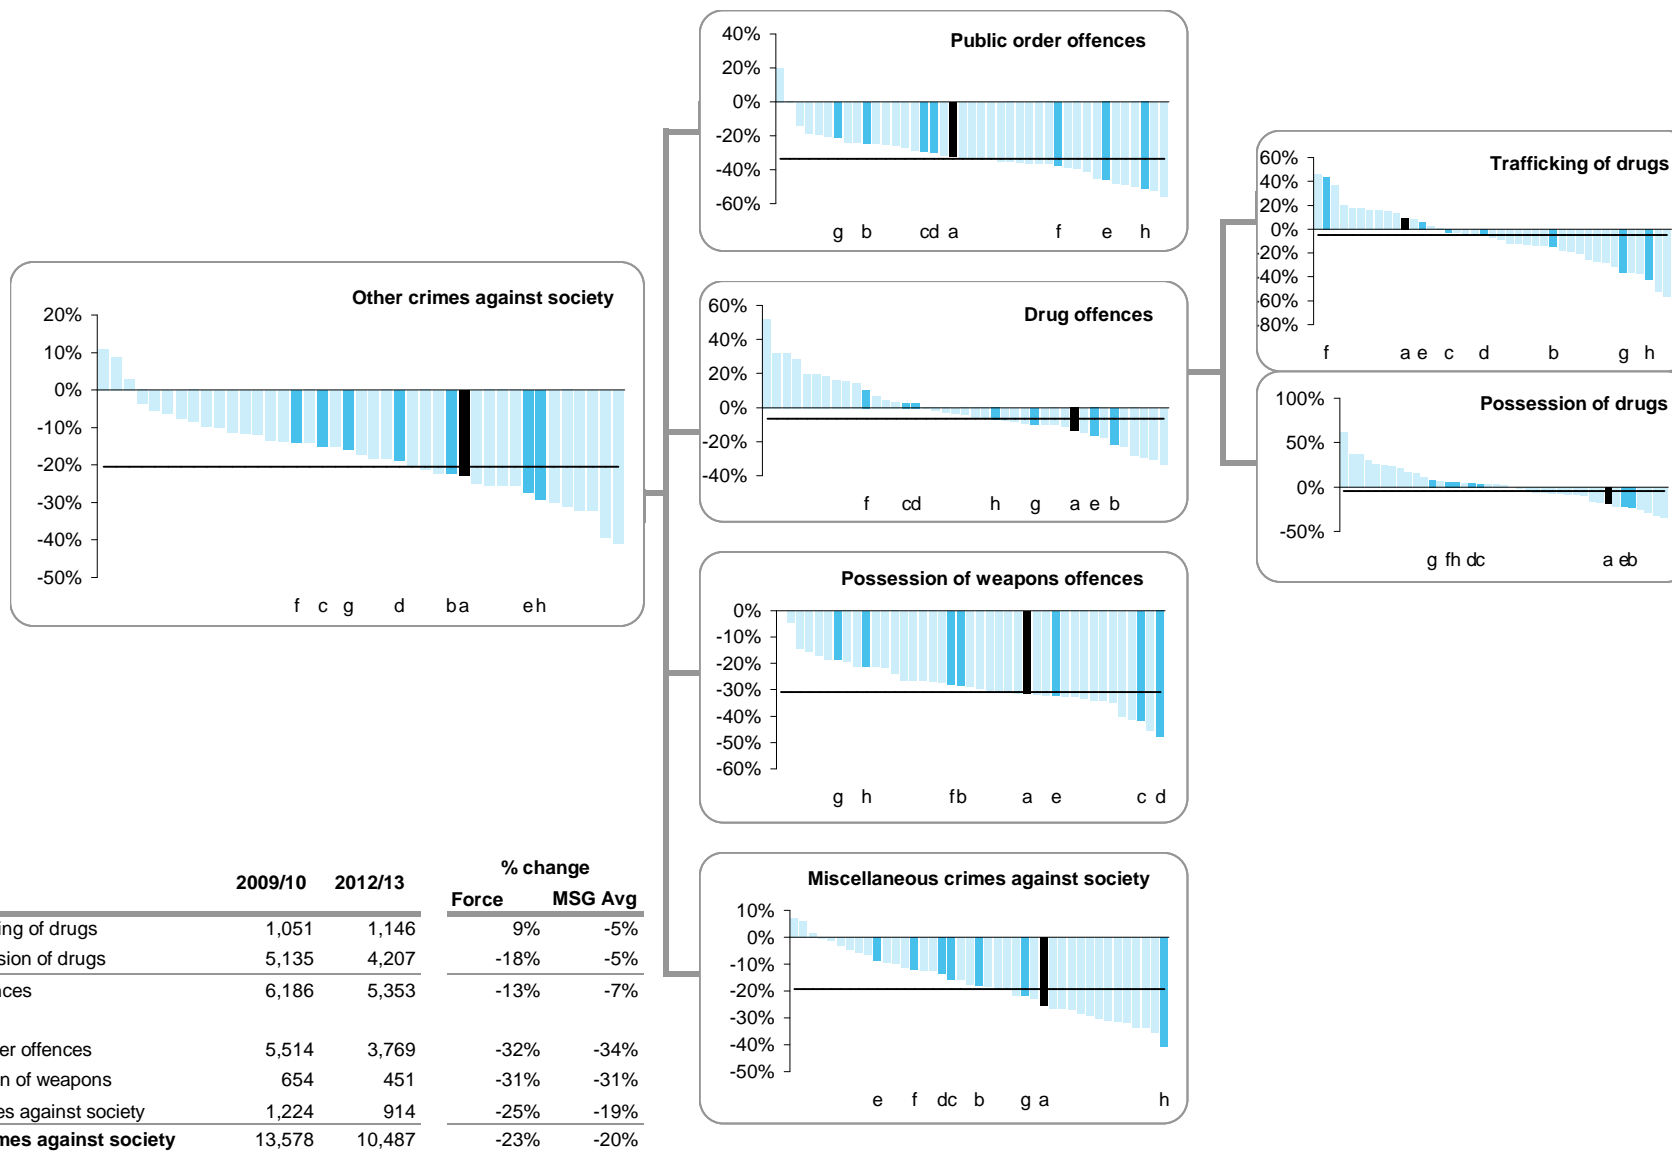 Public order offences
40%
20%
0%
-20%
-40%
-60%
g b cd a f e h
Trafficking of drugs
60%
40%
20%
0%
-20%
-40%
-60%
-80%
f a e c d b g h
Other crimes against society
20%
10%
0%
-10%
-20%
-30%
-40%
-50%
f c g d b a e h
Drug offences
60%
40%
20%
0%
-20%
-40%
f cd h g a e b
Possession of drugs
100%
50%
0%
-50%
g fh dc a eb
Possession of weapons offences
0%
-10%
-20%
-30%
-40%
-50%
-60%
g h fb a e c d
Miscellaneous crimes against society
10%
0%
-10%
-20%
-30%
-40%
-50%
e f dc b g a h
% change
2009/10 2012/13 Force MSG Avg
ing of drugs 1,051 1,146 9% -5%
sion of drugs 5,135 4,207 -18% -5%
ces 6,186 5,353 -13% -7%
er offences 5,514 3,769 -32% -34%
n of weapons 654 451 -31% -31%
es against society 1,224 914 -25% -19%
mes against society 13,578 10,487 -23% -20%